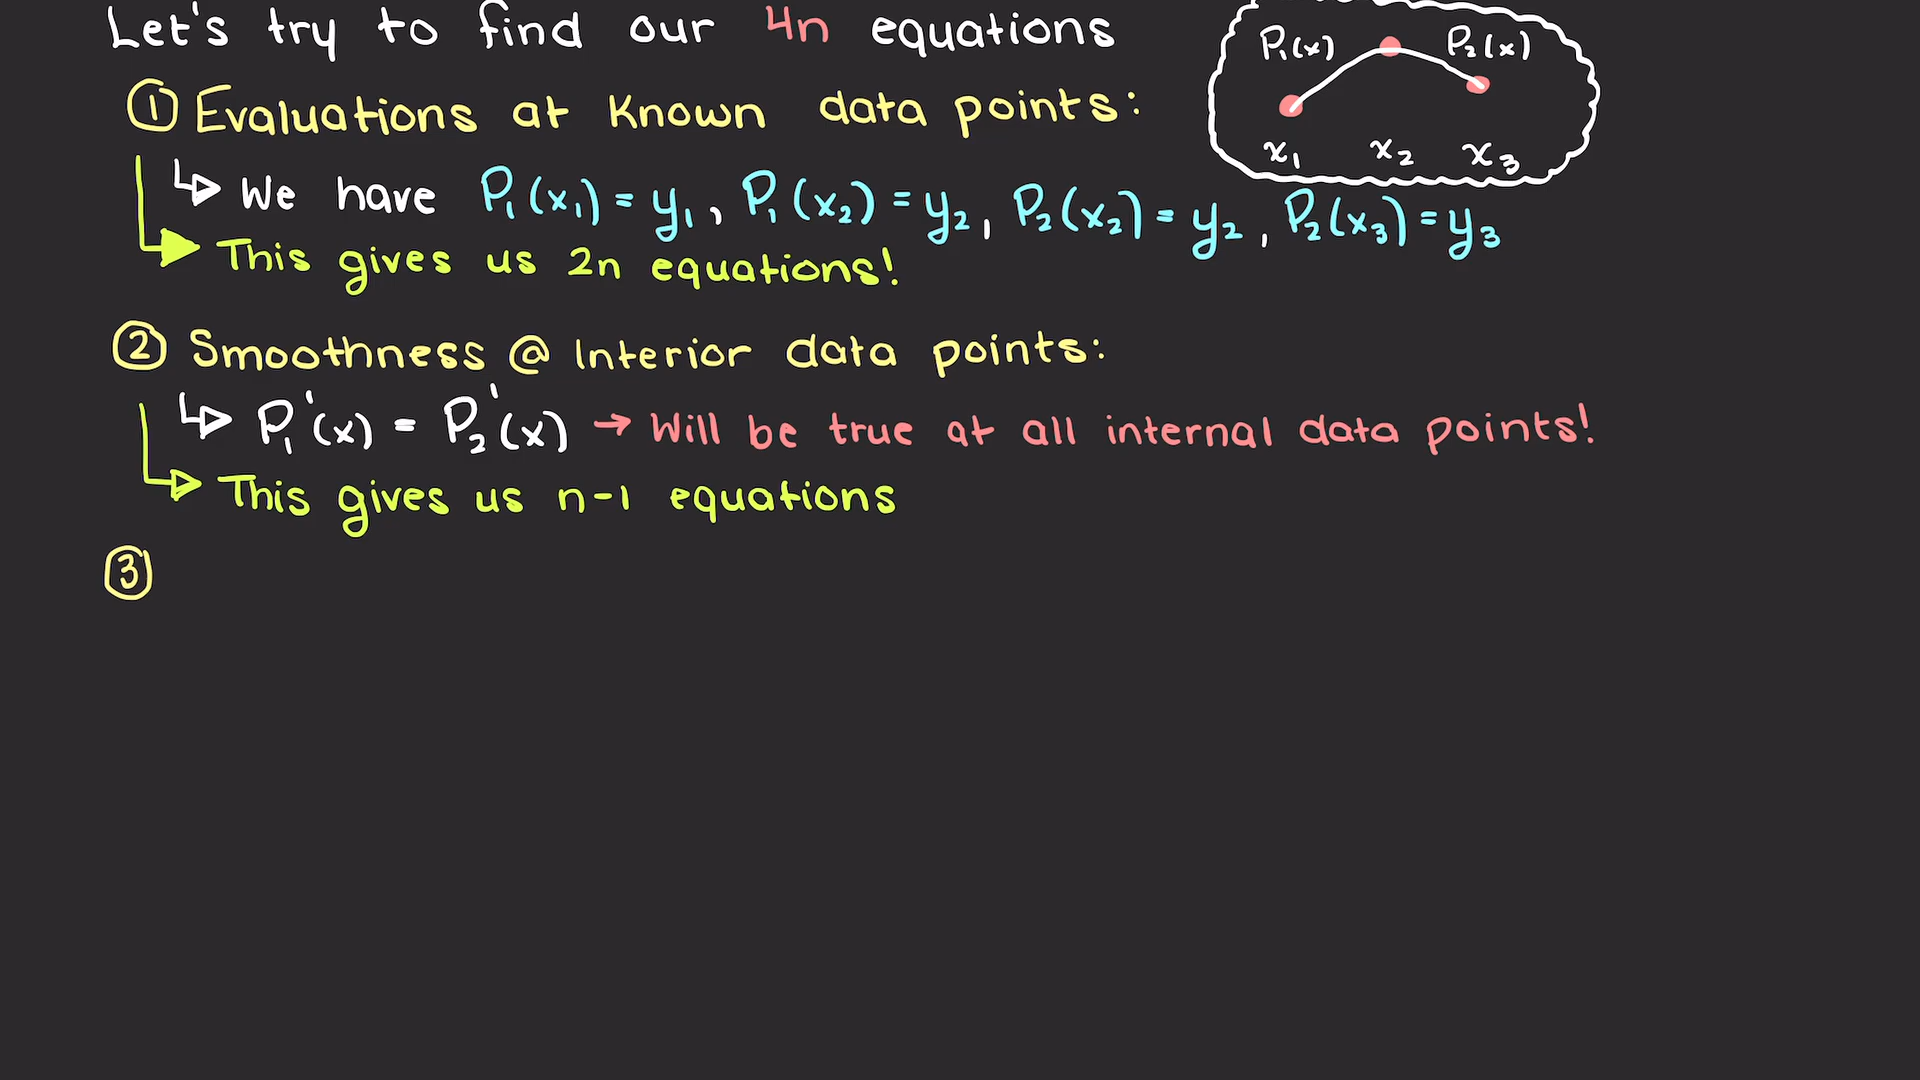 Let's try to find our 4n equations
P₁(x) P₂(x)
x₁ x₂ x₃
① Evaluations at Known data points:
We have P₁(x₁) = y₁, P₁(x₂) = y₂, P₂(x₂) = y₂, P₂(x₃) = y₃
This gives us 2n equations!
② Smoothness @ Interior data points:
P₁'(x) = P₂'(x) → Will be true at all internal data points!
This gives us n-1 equations
③